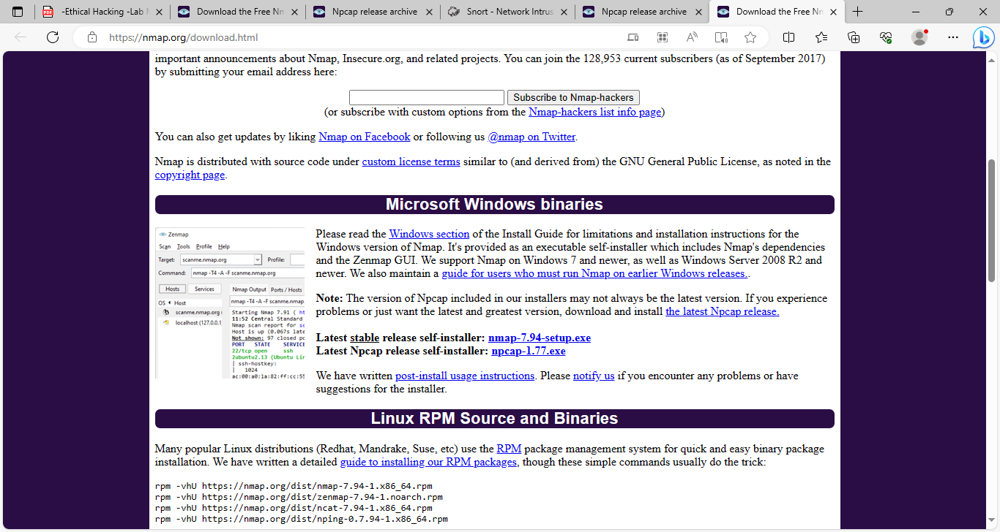 -Ethical Hacking -Lab
Download the Free Nm
Npcap release archive
Snort - Network Intrus
Npcap release archive
Download the Free Nm
https://nmap.org/download.html
important announcements about Nmap, Insecure.org, and related projects. You can join the 128,953 current subscribers (as of September 2017)
by submitting your email address here:
Subscribe to Nmap-hackers
(or subscribe with custom options from the Nmap-hackers list info page)
You can also get updates by liking Nmap on Facebook or following us @nmap on Twitter.
Nmap is distributed with source code under custom license terms similar to (and derived from) the GNU General Public License, as noted in the
copyright page.
Microsoft Windows binaries
Zenmap
Scan Tools Profile Help
Target: scanme.nmap.org Profile:
Command: nmap -T4 -A -F scanme.nmap.org
Hosts Services Nmap Output Ports / Hosts
OS Host nmap -T4 -A -F scanme.nmap.
scanme.nmap.org
localhost (127.0.0.1
Starting Nmap 7.91 ( ht
11:52 Central Standard
Nmap scan report for sc
Host is up (0.067s late
Not shown: 97 closed po
PORT STATE SERVICE
22/tcp open ssh
2ubuntu2.13 (Ubuntu Lin
| ssh-hostkey:
| 1024
ac:00:a0:1a:82:ff:cc:55
Please read the Windows section of the Install Guide for limitations and installation instructions for the
Windows version of Nmap. It's provided as an executable self-installer which includes Nmap's dependencies
and the Zenmap GUI. We support Nmap on Windows 7 and newer, as well as Windows Server 2008 R2 and
newer. We also maintain a guide for users who must run Nmap on earlier Windows releases..
Note: The version of Npcap included in our installers may not always be the latest version. If you experience
problems or just want the latest and greatest version, download and install the latest Npcap release.
Latest stable release self-installer: nmap-7.94-setup.exe
Latest Npcap release self-installer: npcap-1.77.exe
We have written post-install usage instructions. Please notify us if you encounter any problems or have
suggestions for the installer.
Linux RPM Source and Binaries
Many popular Linux distributions (Redhat, Mandrake, Suse, etc) use the RPM package management system for quick and easy binary package
installation. We have written a detailed guide to installing our RPM packages, though these simple commands usually do the trick:
rpm -vhU https://nmap.org/dist/nmap-7.94-1.x86_64.rpm
rpm -vhU https://nmap.org/dist/zenmap-7.94-1.noarch.rpm
rpm -vhU https://nmap.org/dist/ncat-7.94-1.x86_64.rpm
rpm -vhU https://nmap.org/dist/nping-0.7.94-1.x86_64.rpm